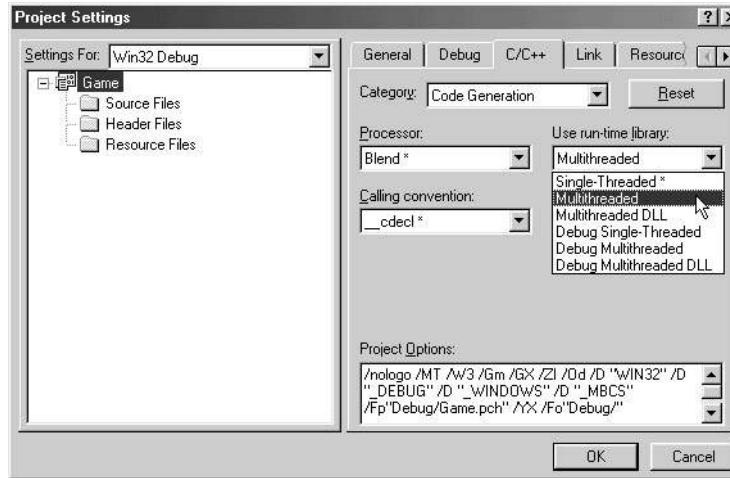 Project Settings
Settings For: Win32 Debug
Game
Source Files
Header Files
Resource Files
General Debug C/C++ Link Resourc
Category: Code Generation Reset
Processor: Use run-time library:
Blend * Multithreaded
Single-Threaded *
Multithreaded
Multithreaded DLL
Debug Single-Threaded
Debug Multithreaded
Debug Multithreaded DLL
Calling convention:
__cdecl *
Project Options:
/nologo /MT /W3 /Gm /GX /ZI /Od /D "WIN32" /D
"_DEBUG" /D "_WINDOWS" /D "_MBCS"
/Fp"Debug/Game.pch" /YX /Fo"Debug/"
OK Cancel